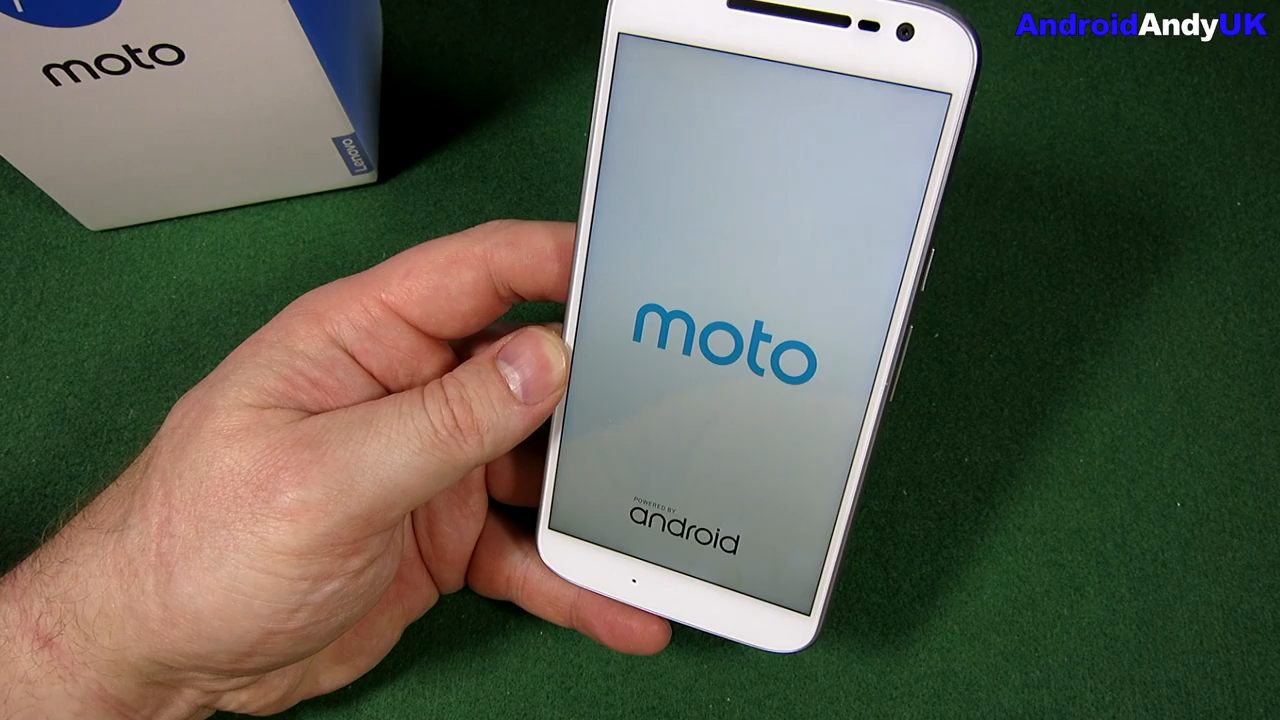 AndroidAndyUK
moto
Lenovo
moto
POWERED BY
android